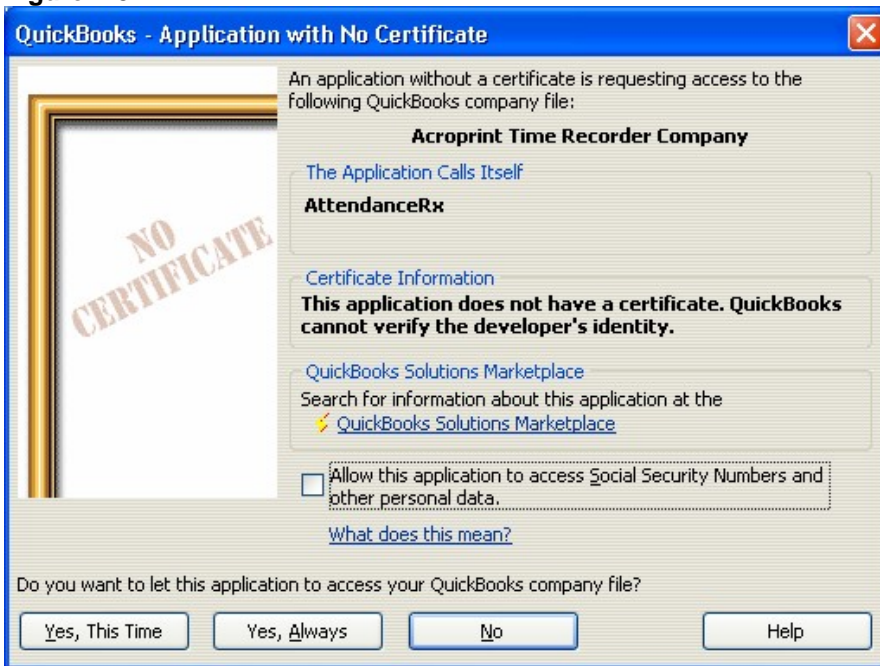 QuickBooks - Application with No Certificate
An application without a certificate is requesting access to the
following QuickBooks company file:
Acroprint Time Recorder Company
The Application Calls Itself
AttendanceRx
NO
CERTIFICATE
Certificate Information
This application does not have a certificate. QuickBooks
cannot verify the developer's identity.
QuickBooks Solutions Marketplace
Search for information about this application at the
QuickBooks Solutions Marketplace
Allow this application to access Social Security Numbers and
other personal data.
What does this mean?
Do you want to let this application to access your QuickBooks company file?
Yes, This Time
Yes, Always
No
Help